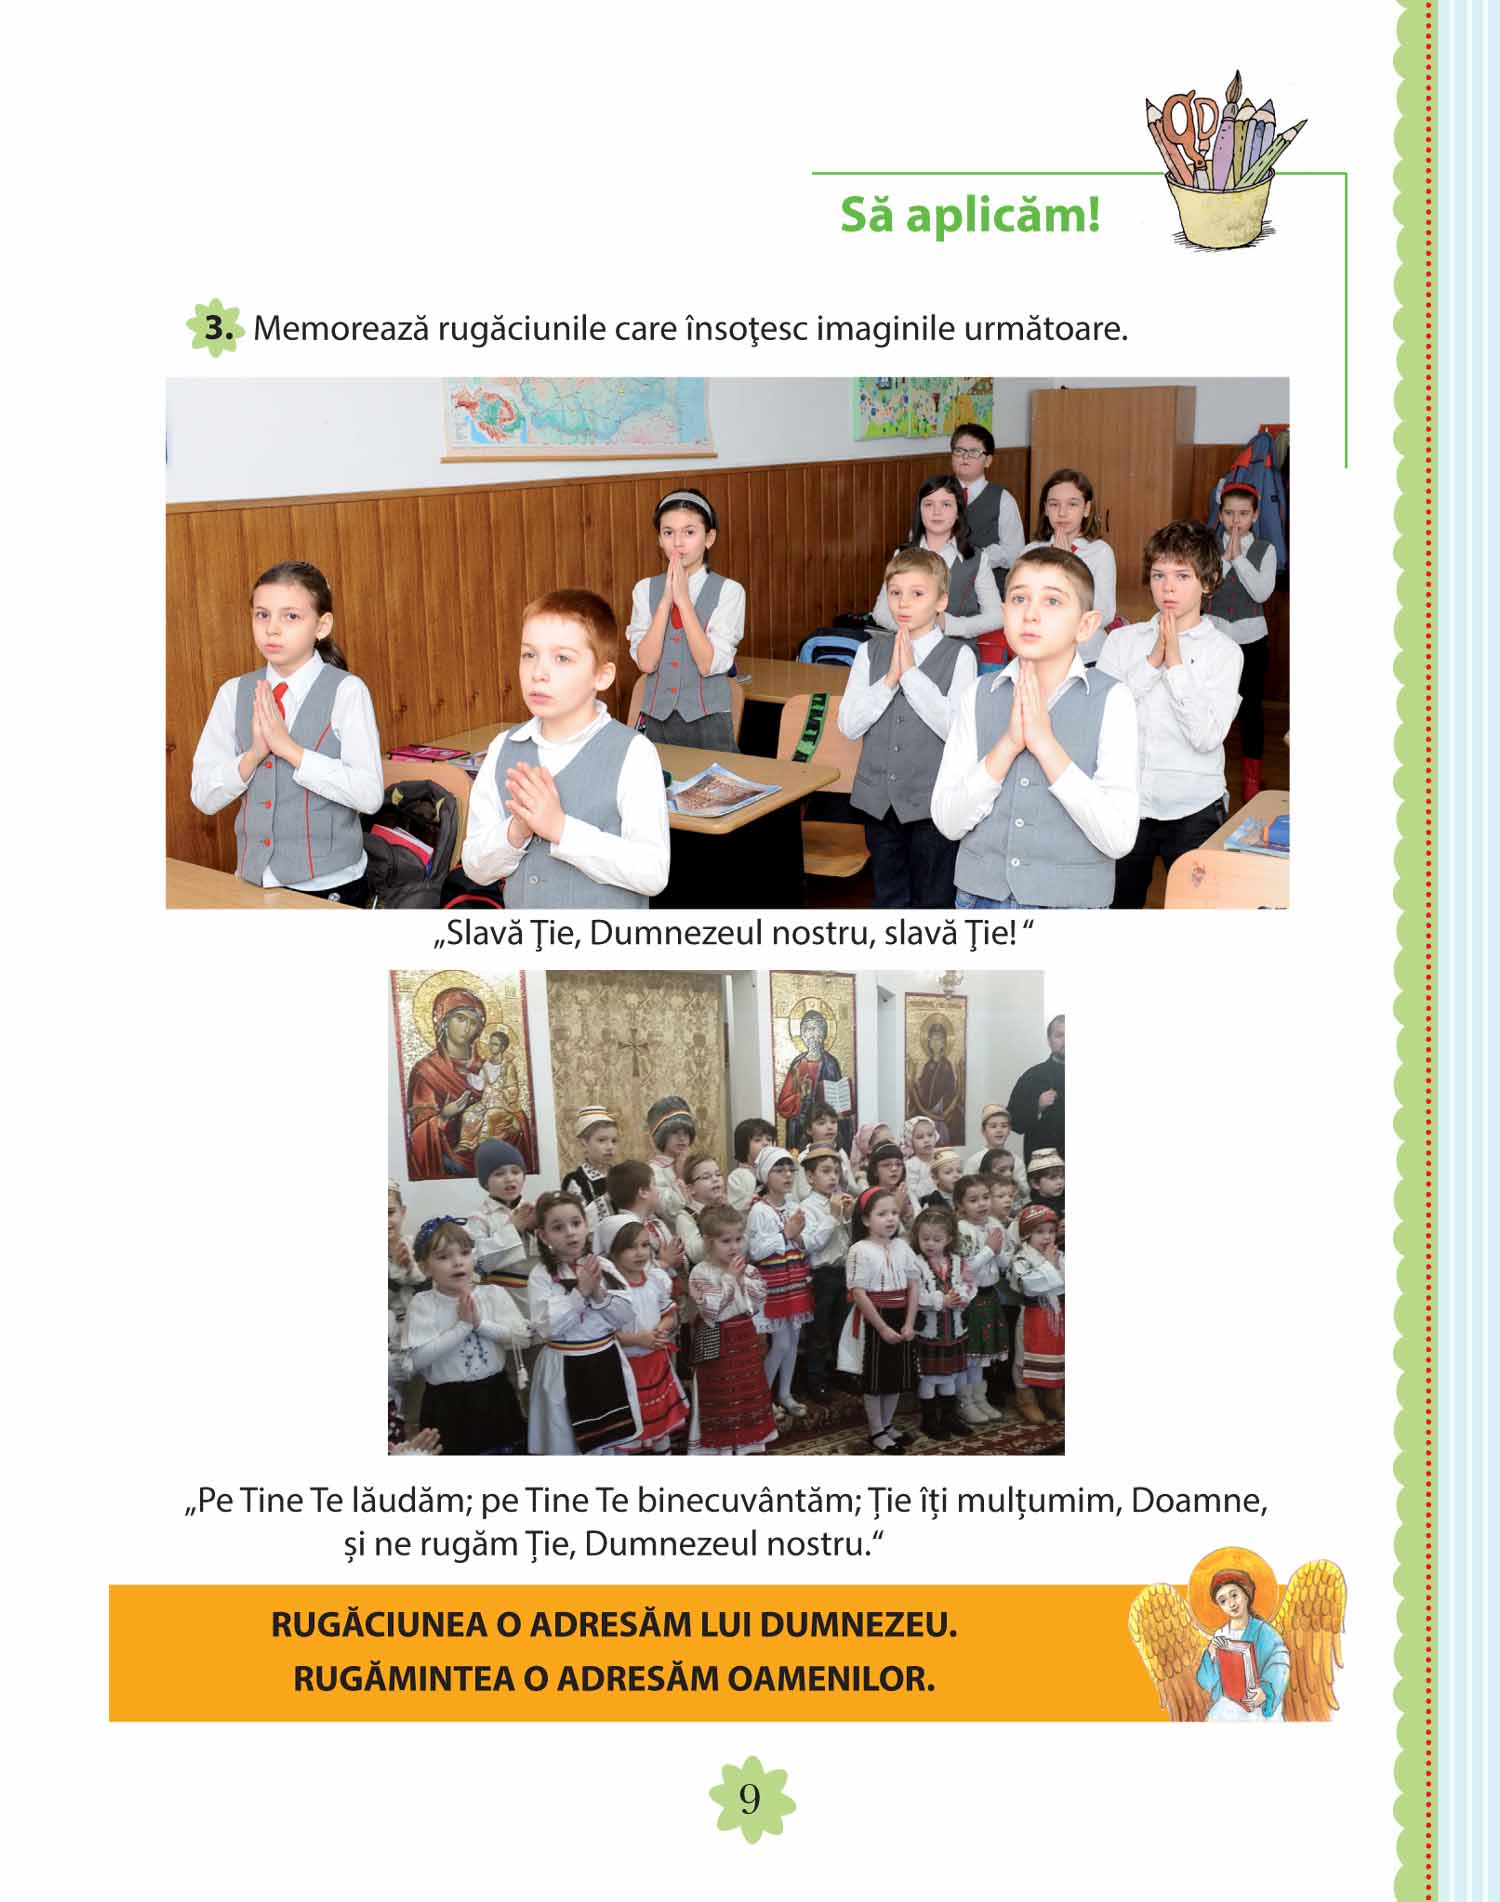 Să aplicăm!
3. Memorează rugăciunile care însoţesc imaginile următoare.
„Slavă Ţie, Dumnezeul nostru, slavă Ţie! “
„Pe Tine Te lăudăm; pe Tine Te binecuvântăm; Ție îți mulțumim, Doamne,
și ne rugăm Ție, Dumnezeul nostru.“
RUGĂCIUNEA O ADRESĂM LUI DUMNEZEU.
RUGĂMINTEA O ADRESĂM OAMENILOR.
9